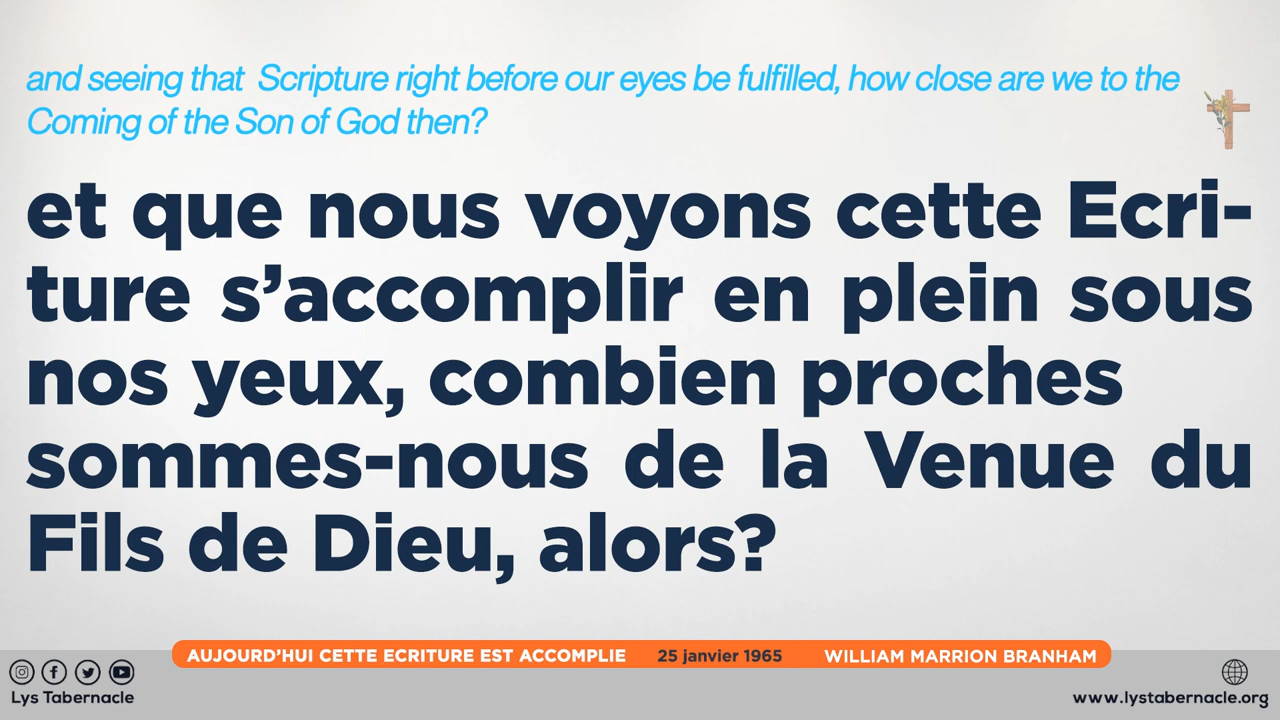 and seeing that  Scripture right before our eyes be fulfilled, how close are we to the
Coming of the Son of God then?
et que nous voyons cette Ecri-
ture s’accomplir en plein sous
nos yeux, combien proches
sommes-nous de la Venue du
Fils de Dieu, alors?
AUJOURD’HUI CETTE ECRITURE EST ACCOMPLIE 25 janvier 1965 WILLIAM MARRION BRANHAM
Lys Tabernacle
www.lystabernacle.org